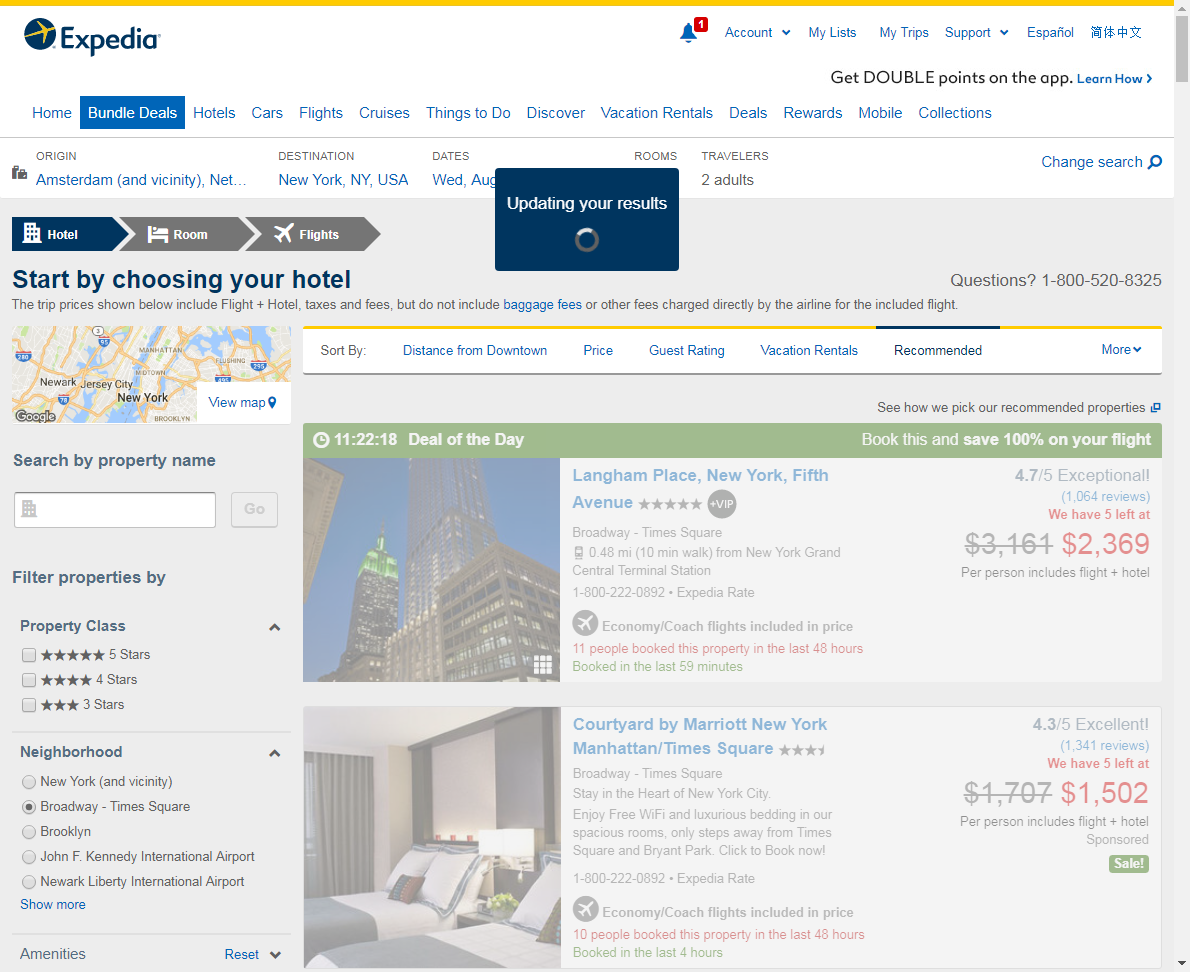 Expedia
1
Account
My Lists
My Trips
Support
Español
简体中文
Get DOUBLE points on the app. Learn How
Home
Bundle Deals
Hotels
Cars
Flights
Cruises
Things to Do
Discover
Vacation Rentals
Deals
Rewards
Mobile
Collections
ORIGIN
Amsterdam (and vicinity), Net...
DESTINATION
New York, NY, USA
DATES
Wed, Aug
ROOMS
TRAVELERS
2 adults
Change search
Updating your results
Hotel
Room
Flights
Start by choosing your hotel
Questions? 1-800-520-8325
The trip prices shown below include Flight + Hotel, taxes and fees, but do not include baggage fees or other fees charged directly by the airline for the included flight.
3
95
280
MANHATTAN
FLUSHING
295
MIDTOWN
Newark
Jersey City
495
78
New York
BROOKLYN
Google
View map
Sort By:
Distance from Downtown
Price
Guest Rating
Vacation Rentals
Recommended
More
See how we pick our recommended properties
Search by property name
Go
Filter properties by
Property Class
★★★★★ 5 Stars
★★★★ 4 Stars
★★★ 3 Stars
Neighborhood
New York (and vicinity)
Broadway - Times Square
Brooklyn
John F. Kennedy International Airport
Newark Liberty International Airport
Show more
Amenities
Reset
11:22:18 Deal of the Day
Book this and save 100% on your flight
Langham Place, New York, Fifth
Avenue ★★★★★ +VIP
Broadway - Times Square
0.48 mi (10 min walk) from New York Grand
Central Terminal Station
1-800-222-0892 • Expedia Rate
Economy/Coach flights included in price
11 people booked this property in the last 48 hours
Booked in the last 59 minutes
4.7/5 Exceptional!
(1,064 reviews)
We have 5 left at
$3,161 $2,369
Per person includes flight + hotel
Courtyard by Marriott New York
Manhattan/Times Square
Broadway - Times Square
Stay in the Heart of New York City.
Enjoy Free WiFi and luxurious bedding in our
spacious rooms, only steps away from Times
Square and Bryant Park. Click to Book now!
1-800-222-0892 • Expedia Rate
Economy/Coach flights included in price
10 people booked this property in the last 48 hours
Booked in the last 4 hours
4.3/5 Excellent!
(1,341 reviews)
We have 5 left at
$1,707 $1,502
Per person includes flight + hotel
Sponsored
Sale!